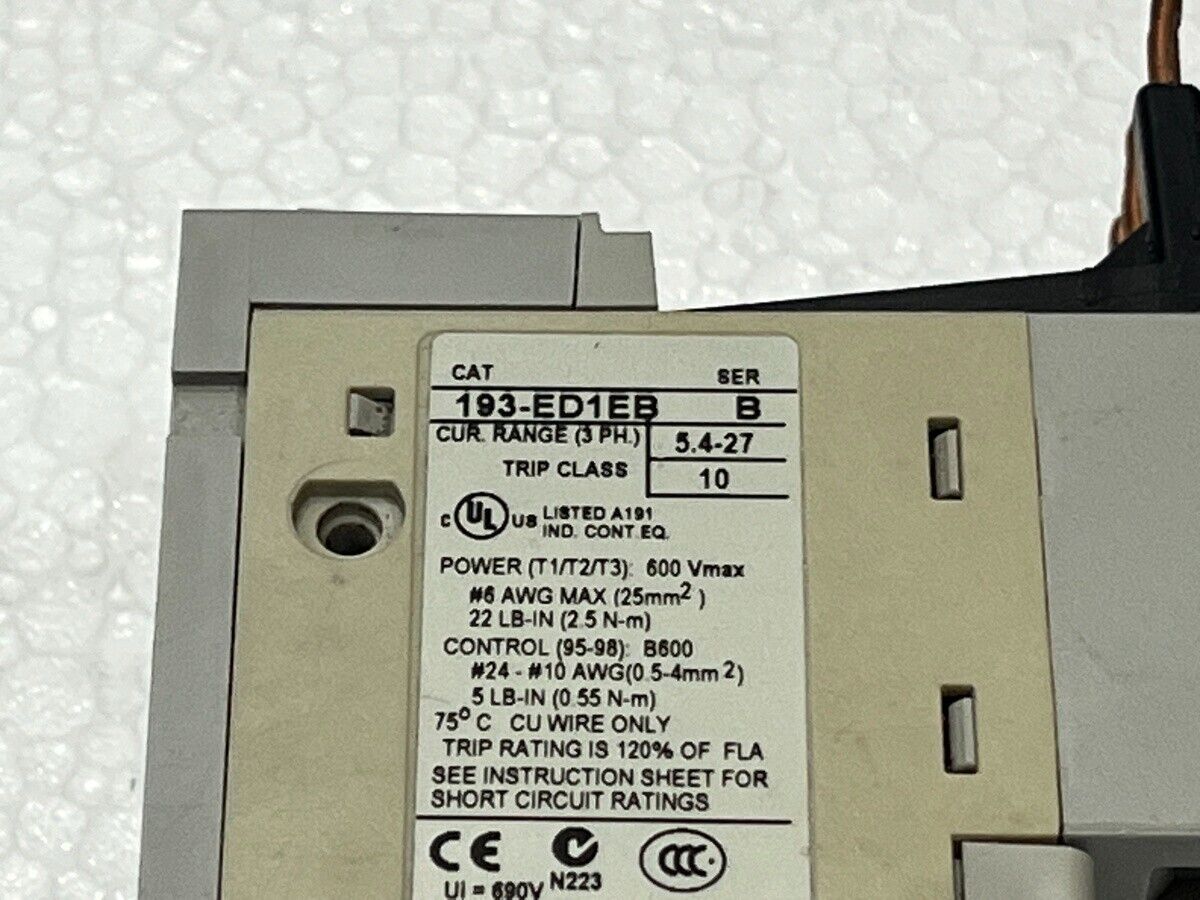 CAT SER
193-ED1EB B
CUR. RANGE (3 PH.) 5.4-27
TRIP CLASS 10
C UL US LISTED A191
IND. CONT EQ.
POWER (T1/T2/T3): 600 Vmax
#6 AWG MAX (25mm²)
22 LB-IN (2.5 N-m)
CONTROL (95-98): B600
#24 - #10 AWG(0.5-4mm²)
5 LB-IN (0.55 N-m)
75° C CU WIRE ONLY
TRIP RATING IS 120% OF FLA
SEE INSTRUCTION SHEET FOR
SHORT CIRCUIT RATINGS
CE N223 CCC
UI = 690V